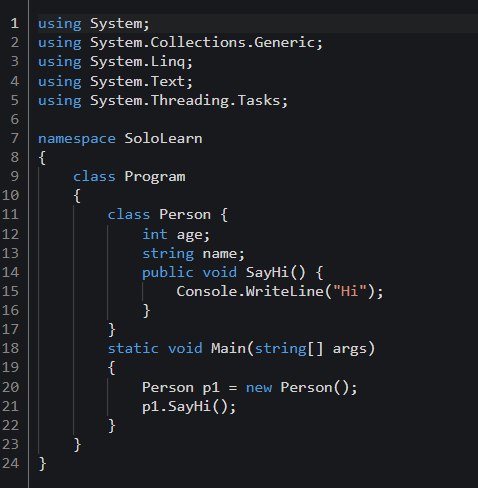 1 using System;
2 using System.Collections.Generic;
3 using System.Linq;
4 using System.Text;
5 using System.Threading.Tasks;
6
7 namespace SoloLearn
8 {
9     class Program
10     {
11         class Person {
12             int age;
13             string name;
14             public void SayHi() {
15                 Console.WriteLine("Hi");
16             }
17         }
18         static void Main(string[] args)
19         {
20             Person p1 = new Person();
21             p1.SayHi();
22         }
23     }
24 }